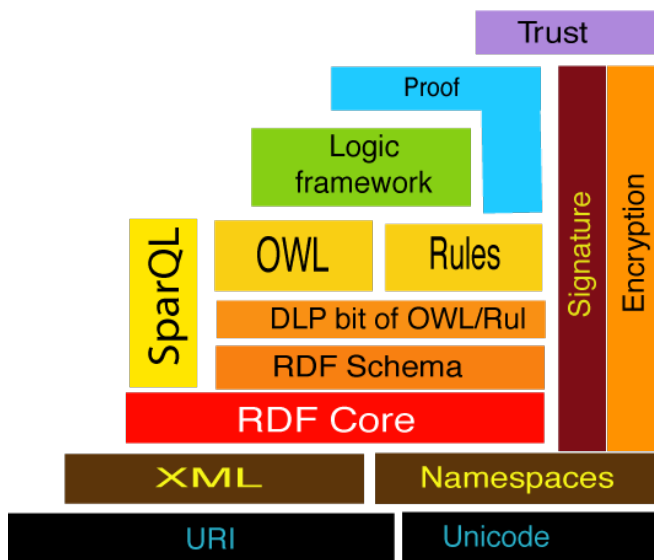 Trust
Proof
Logic
framework
SparQL
OWL
Rules
Signature
Encryption
DLP bit of OWL/Rul
RDF Schema
RDF Core
XML
Namespaces
URI
Unicode